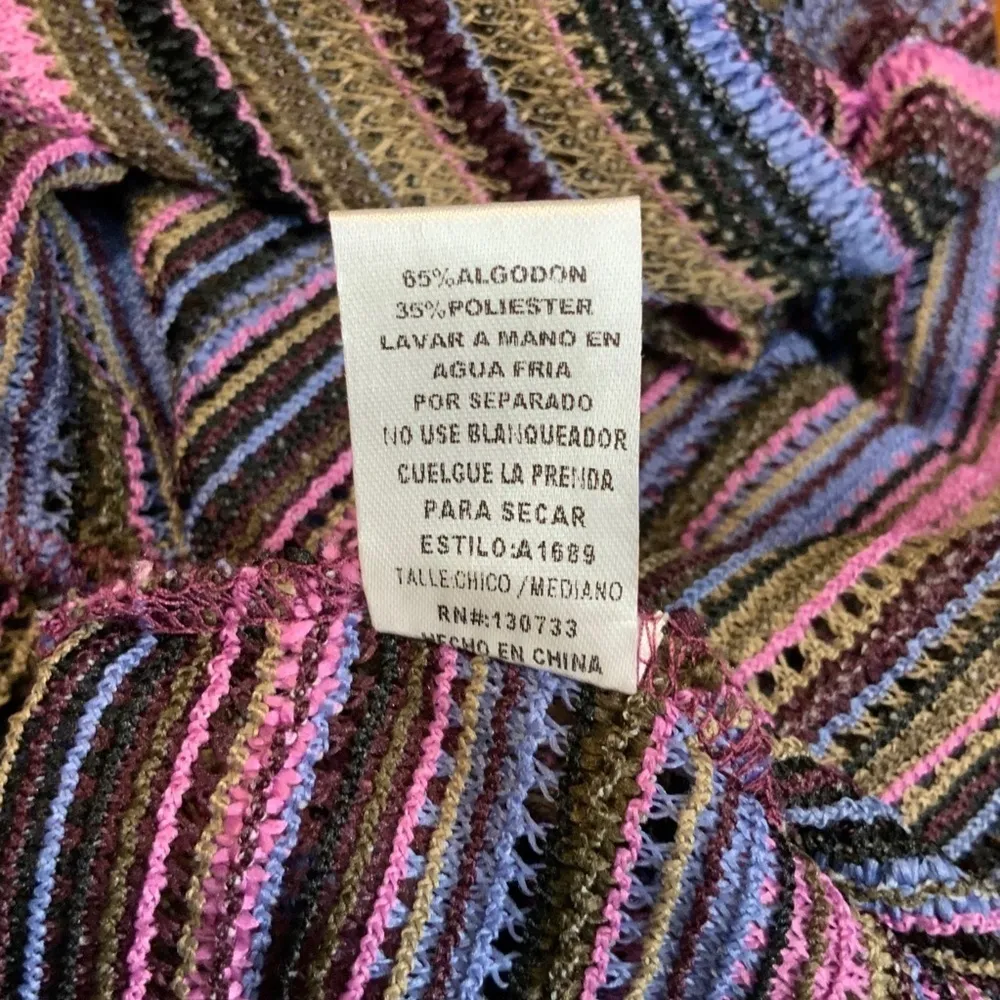 65%ALGODON
35%POLIESTER
LAVAR A MANO EN
AGUA FRIA
POR SEPARADO
NO USE BLANQUEADOR
CUELGUE LA PRENDA
PARA SECAR
ESTILO:A1689
TALLE:CHICO /MEDIANO
RN#:130733
HECHO EN CHINA